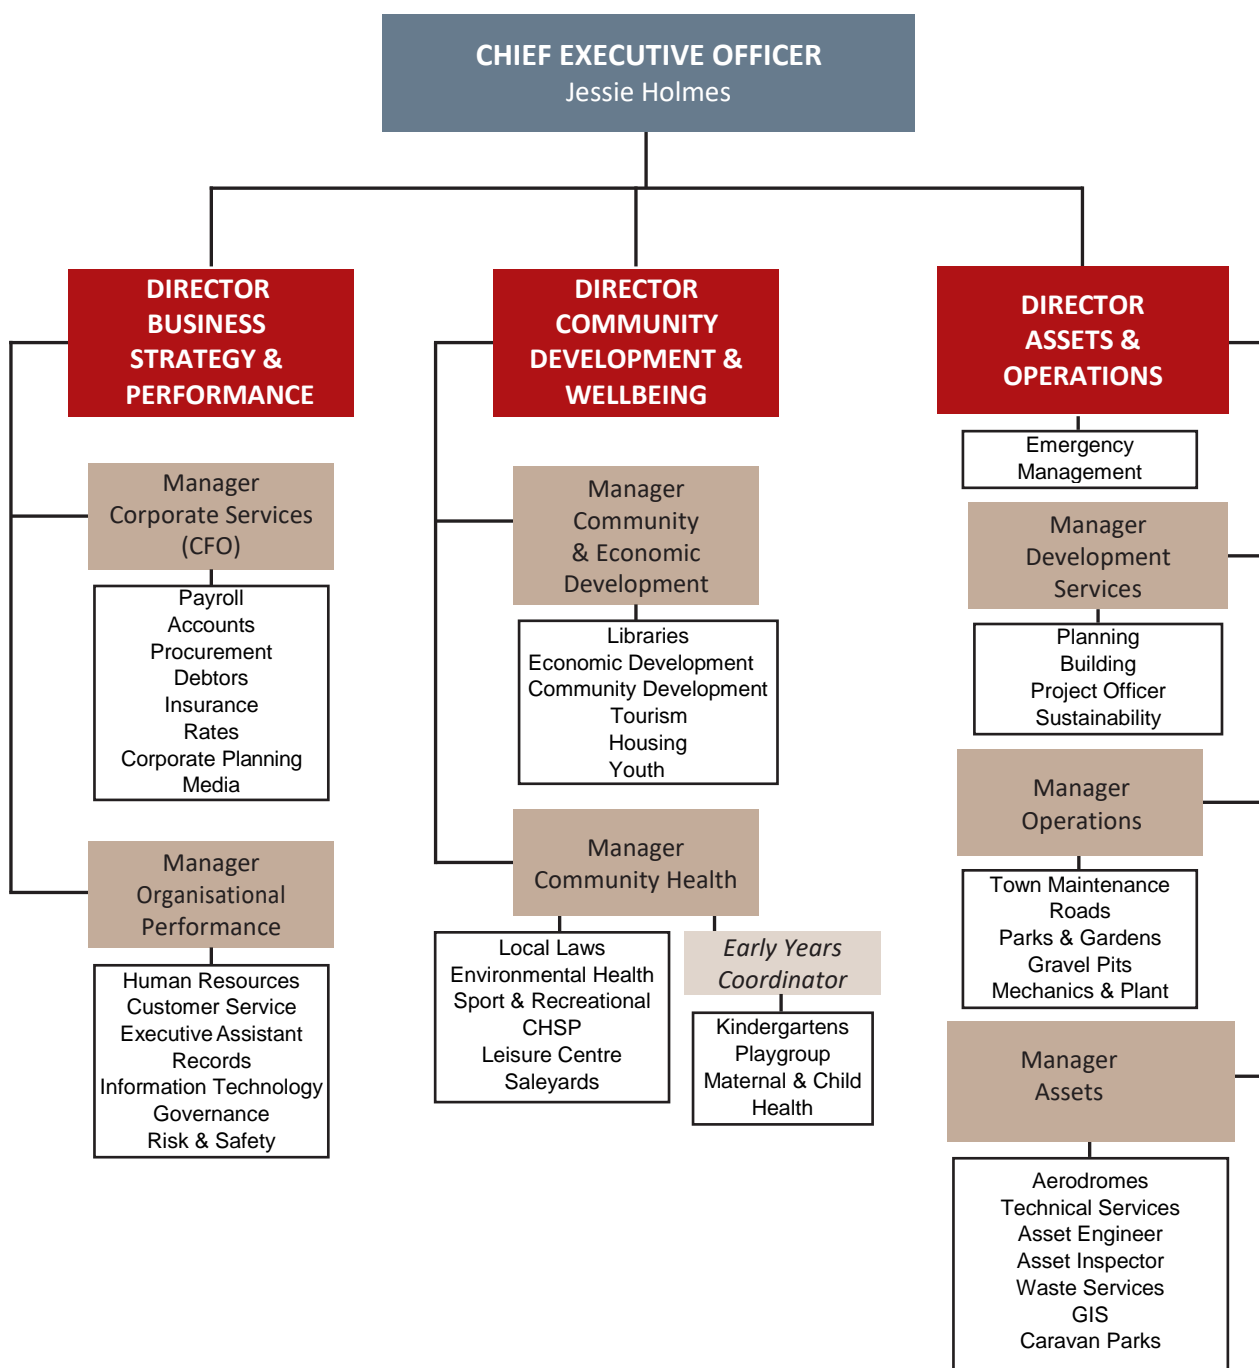 CHIEF EXECUTIVE OFFICER
Jessie Holmes
DIRECTOR
BUSINESS
STRATEGY &
PERFORMANCE
Manager
Corporate Services
(CFO)
Payroll
Accounts
Procurement
Debtors
Insurance
Rates
Corporate Planning
Media
Manager
Organisational
Performance
Human Resources
Customer Service
Executive Assistant
Records
Information Technology
Governance
Risk & Safety
DIRECTOR
COMMUNITY
DEVELOPMENT &
WELLBEING
Manager
Community
& Economic
Development
Libraries
Economic Development
Community Development
Tourism
Housing
Youth
Manager
Community Health
Local Laws
Environmental Health
Sport & Recreational
CHSP
Leisure Centre
Saleyards
Early Years
Coordinator
Kindergartens
Playgroup
Maternal & Child
Health
DIRECTOR
ASSETS &
OPERATIONS
Emergency
Management
Manager
Development
Services
Planning
Building
Project Officer
Sustainability
Manager
Operations
Town Maintenance
Roads
Parks & Gardens
Gravel Pits
Mechanics & Plant
Manager
Assets
Aerodromes
Technical Services
Asset Engineer
Asset Inspector
Waste Services
GIS
Caravan Parks